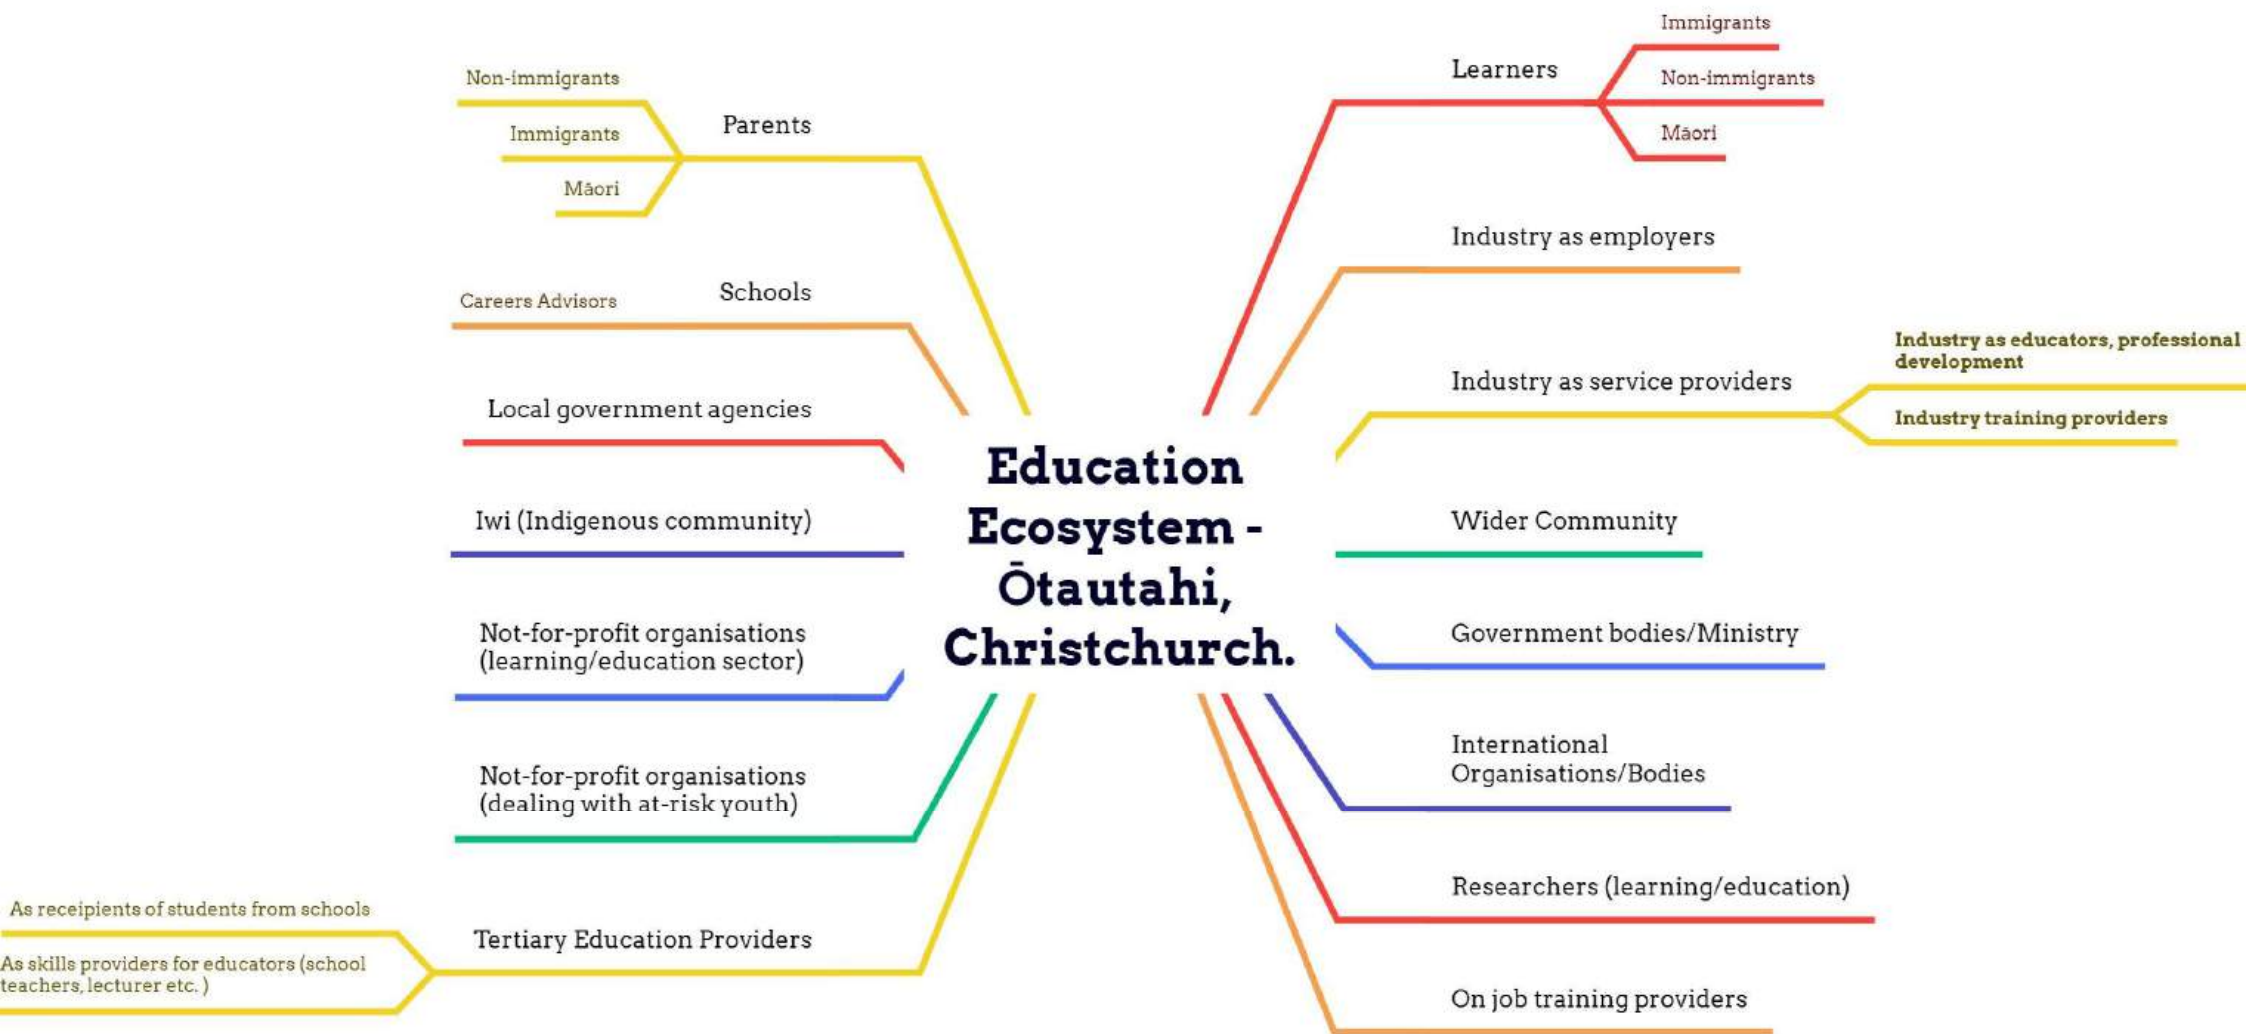 Non-immigrants
Immigrants
Māori
Parents
Careers Advisors
Schools
Local government agencies
Iwi (Indigenous community)
Not-for-profit organisations
(learning/education sector)
Not-for-profit organisations
(dealing with at-risk youth)
As receipients of students from schools
As skills providers for educators (school
teachers, lecturer etc. )
Tertiary Education Providers
Education
Ecosystem -
Ōtautahi,
Christchurch.
Learners
Immigrants
Non-immigrants
Māori
Industry as employers
Industry as service providers
Industry as educators, professional
development
Industry training providers
Wider Community
Government bodies/Ministry
International
Organisations/Bodies
Researchers (learning/education)
On job training providers